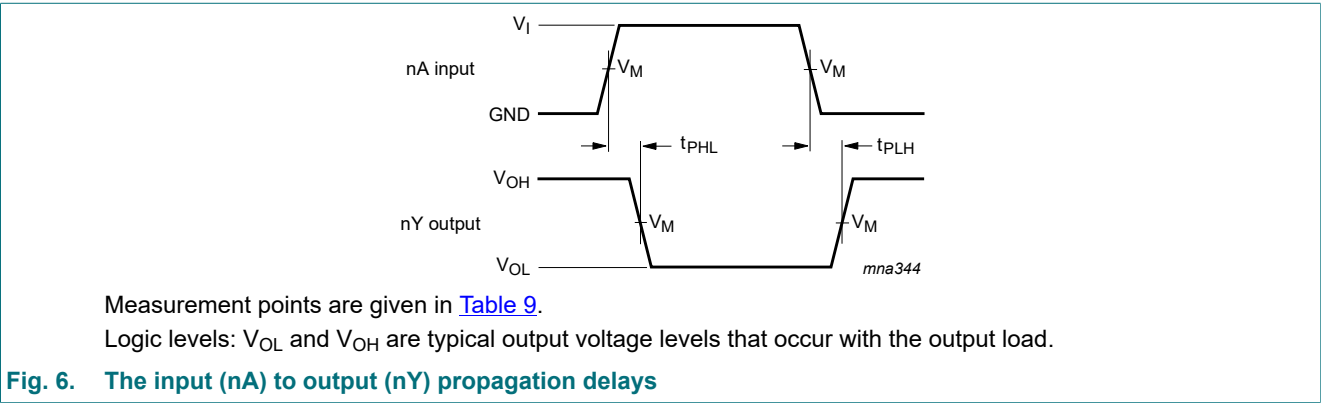 V_I
nA input
V_M
V_M
GND
t_PHL
t_PLH
V_OH
nY output
V_M
V_M
V_OL
mna344
Measurement points are given in Table 9.
Logic levels: V_OL and V_OH are typical output voltage levels that occur with the output load.
Fig. 6. The input (nA) to output (nY) propagation delays